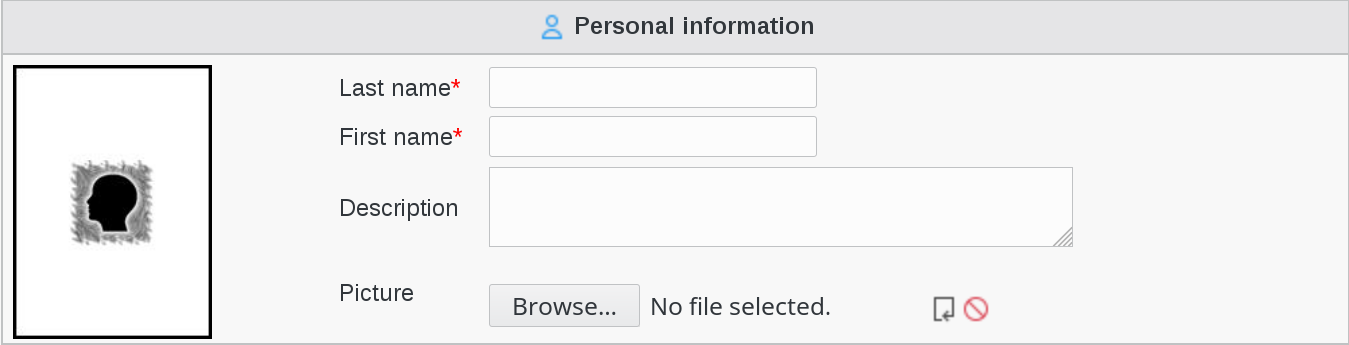 Personal information
Last name*
First name*
Description
Picture
Browse... No file selected.